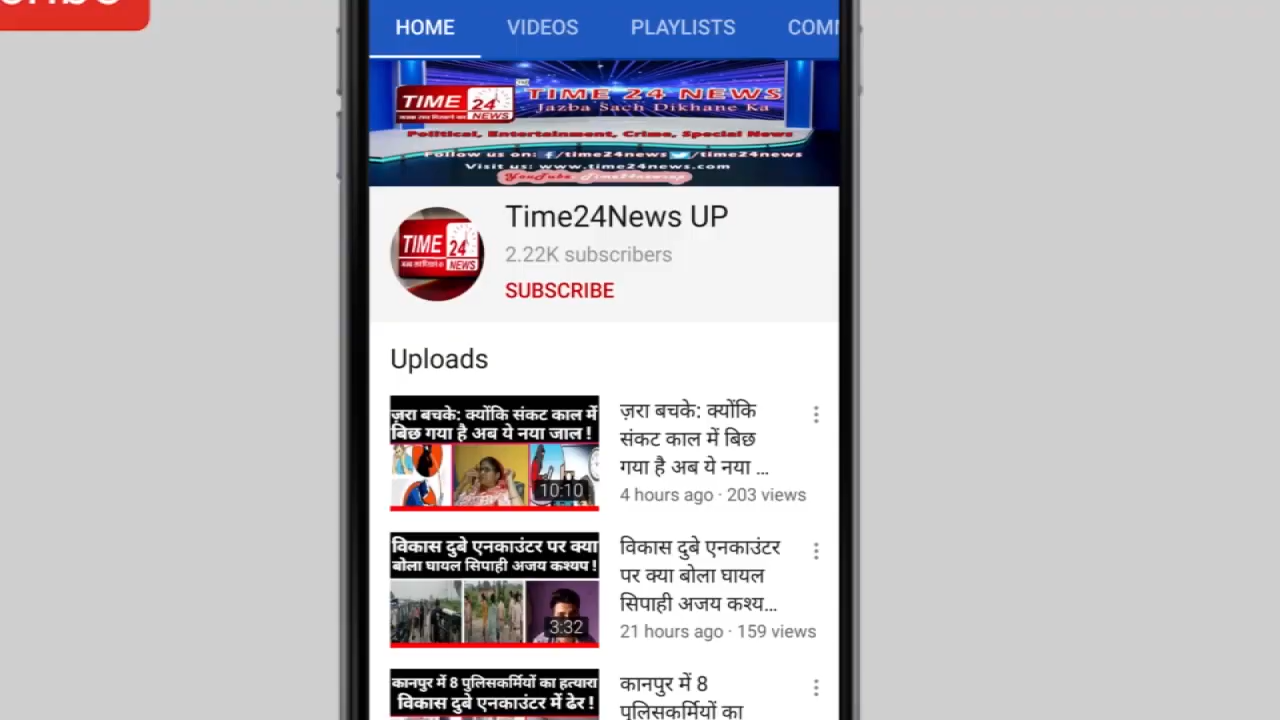 HOME VIDEOS PLAYLISTS COM
TIME 24 NEWS
TIME 24 NEWS
Jazba Sach Dikhane Ka
Political, Entertainment, Crime, Special News
Follow us on: f/time24news /time24news
Visit us: www.time24news.com
YouTube: Time24newsup
Time24News UP
TIME 24 NEWS
2.22K subscribers
SUBSCRIBE
Uploads
ज़रा बचके: क्योंकि संकट काल में
बिछ गया है अब ये नया जाल !
10:10
ज़रा बचके: क्योंकि
संकट काल में बिछ
गया है अब ये नया ...
4 hours ago · 203 views
विकास दुबे एनकाउंटर पर क्या
बोला घायल सिपाही अजय कश्यप !
3:32
विकास दुबे एनकाउंटर
पर क्या बोला घायल
सिपाही अजय कश्य...
21 hours ago · 159 views
कानपुर में 8 पुलिसकर्मियों का हत्यारा
विकास दुबे एनकाउंटर में ढेर !
कानपुर में 8
पुलिसकर्मियों का